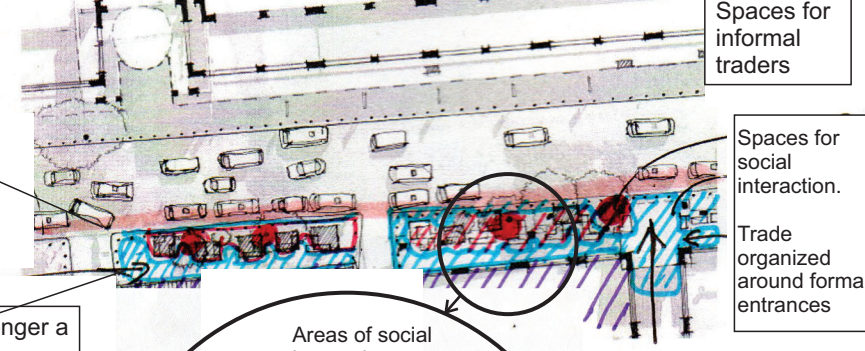 Spaces for
informal
traders
Spaces for
social
interaction.
Trade
organized
around forma
entrances
nger a
Areas of social